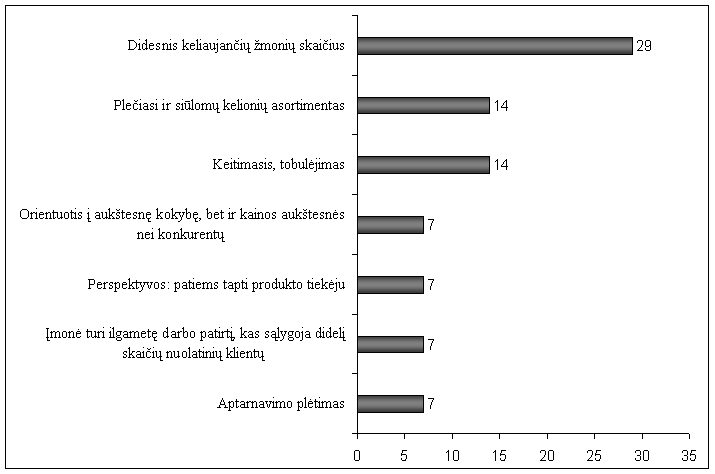 Didesnis keliaujančių žmonių skaičius
29
Plečiasi ir siūlomų kelionių asortimentas
14
Keitimasis, tobulėjimas
14
Orientuotis į aukštesnę kokybę, bet ir kainos aukštesnės
nei konkurentų
7
Perspektyvos: patiems tapti produkto tiekėju
7
Įmonė turi ilgametę darbo patirtį, kas sąlygoja didelį
skaičių nuolatinių klientų
7
Aptarnavimo plėtimas
7
0 5 10 15 20 25 30 35